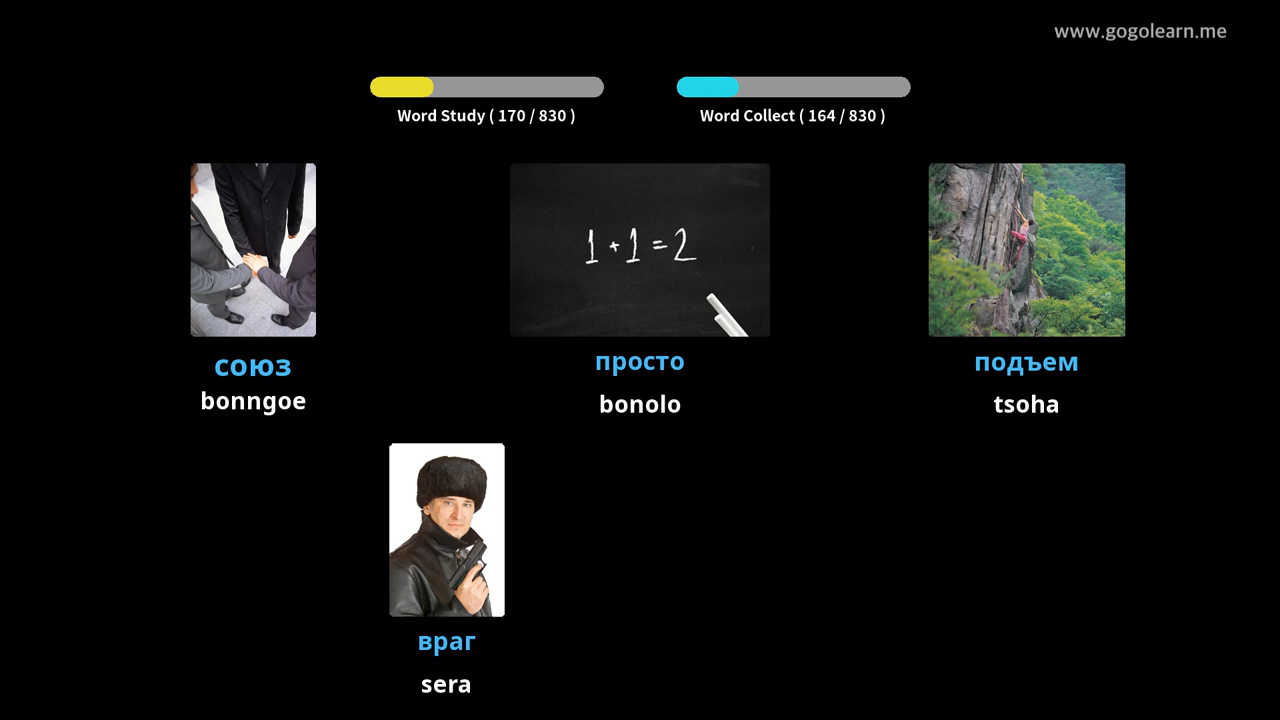 www.gogolearn.me
Word Study ( 170 / 830 )
Word Collect ( 164 / 830 )
1+1=2
союз
bonngoe
просто
bonolo
подъем
tsoha
враг
sera